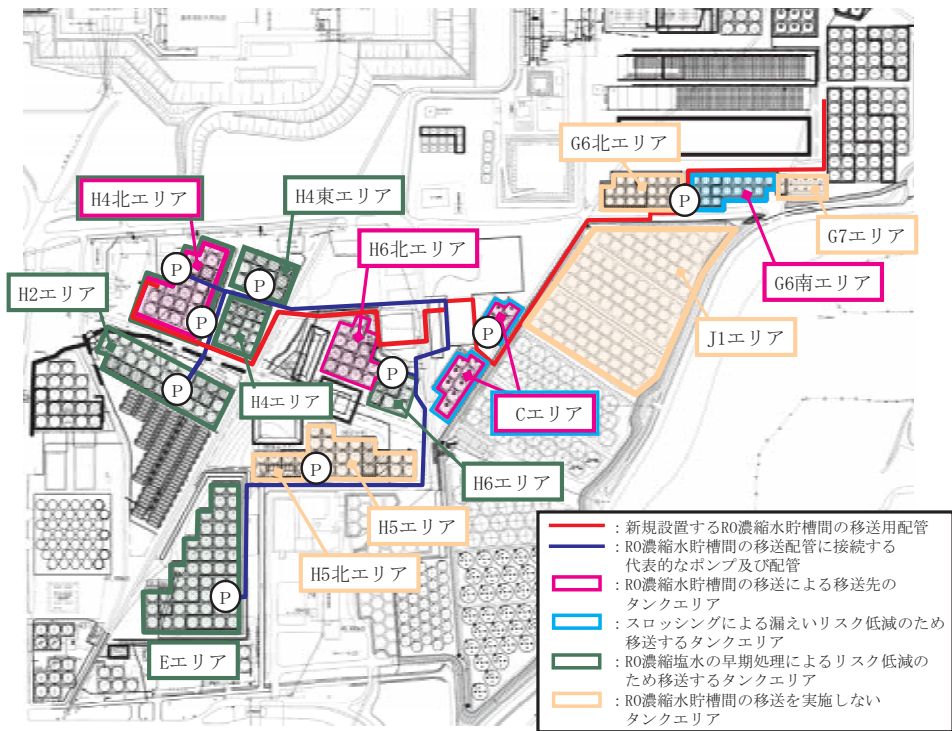 G6北エリア
H4東エリア
H4北エリア
H6北エリア
G7エリア
G6南エリア
H2エリア
J1エリア
H4エリア
Cエリア
H6エリア
H5エリア
H5北エリア
Eエリア
P
P
P
P
P
P
P
P
P
：新規設置するRO濃縮水貯槽間の移送用配管
：RO濃縮水貯槽間の移送配管に接続する
代表的なポンプ及び配管
：RO濃縮水貯槽間の移送による移送先の
タンクエリア
：スロッシングによる漏えいリスク低減のため
移送するタンクエリア
：RO濃縮塩水の早期処理によるリスク低減の
ため移送するタンクエリア
：RO濃縮水貯槽間の移送を実施しない
タンクエリア